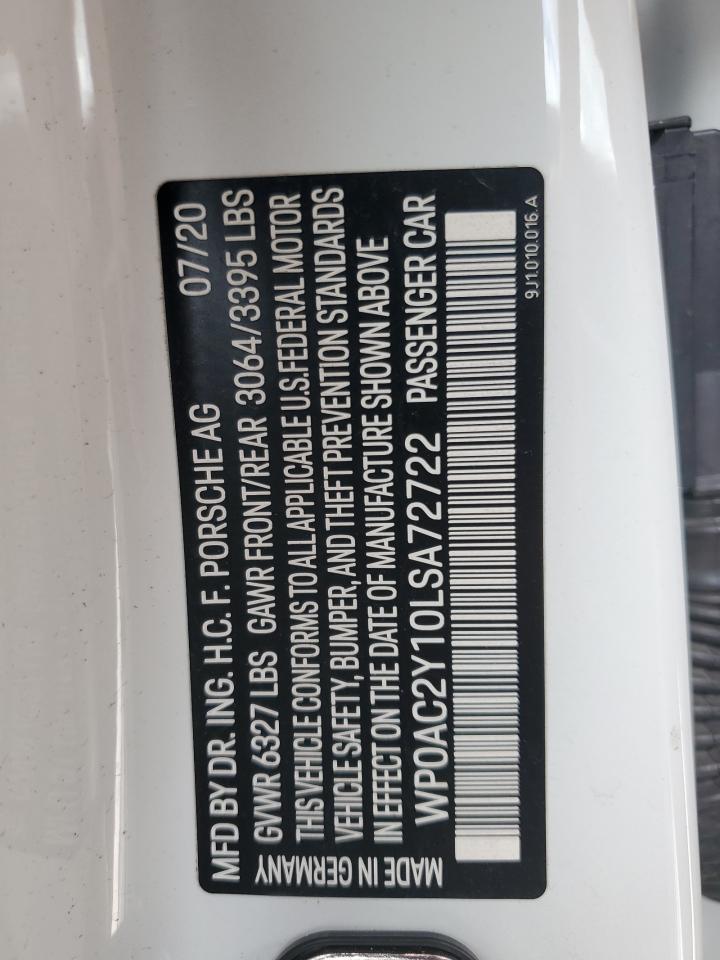 MFD BY DR. ING. H.C. F. PORSCHE AG 07/20
GVWR 6327 LBS GAWR FRONT/REAR 3064/3395 LBS
THIS VEHICLE CONFORMS TO ALL APPLICABLE U.S.FEDERAL MOTOR
VEHICLE SAFETY, BUMPER, AND THEFT PREVENTION STANDARDS
IN EFFECT ON THE DATE OF MANUFACTURE SHOWN ABOVE
MADE IN GERMANY WP0AC2Y10LSA72722 PASSENGER CAR
9J1.010.016.A